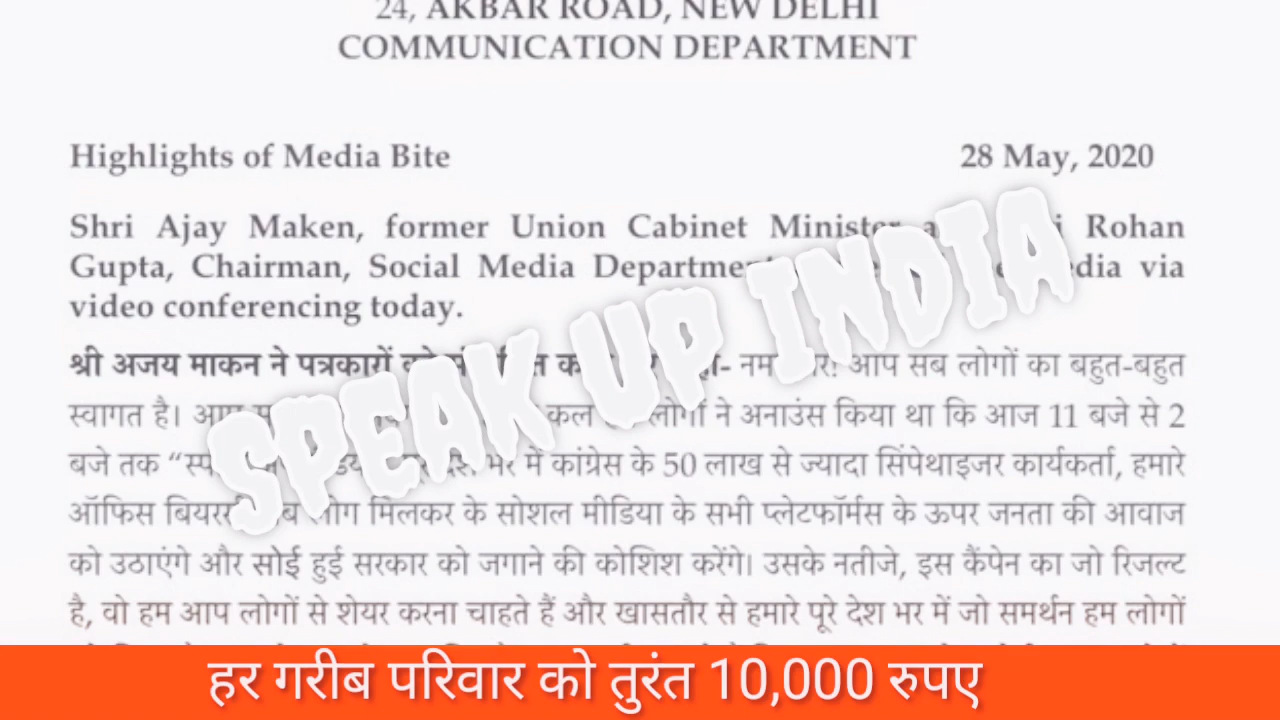 24, AKBAR ROAD, NEW DELHI
COMMUNICATION DEPARTMENT
Highlights of Media Bite 28 May, 2020
Shri Ajay Maken, former Union Cabinet Minister Rohan
Gupta, Chairman, Social Media Department via
video conferencing today.
SPEAK UP INDIA
श्री अजय माकन ने पत्रकारों आप सब लोगों का बहुत-बहुत
स्वागत है। कल लोगों ने अनाउंस किया था कि आज 11 बजे से 2
बजे तक भर में कांग्रेस के 50 लाख से ज्यादा सिंपेथाइजर कार्यकर्ता, हमारे
ऑफिस लोग मिलकर के सोशल मीडिया के सभी प्लेटफॉर्मस के ऊपर जनता की आवाज
को उठाएंगे और सोई हुई सरकार को जगाने की कोशिश करेंगे। उसके नतीजे, इस कैंपेन का जो रिजल्ट
है, वो हम आप लोगों से शेयर करना चाहते हैं और खासतौर से हमारे पूरे देश भर में जो समर्थन हम लोगों
हर गरीब परिवार को तुरंत 10,000 रुपए